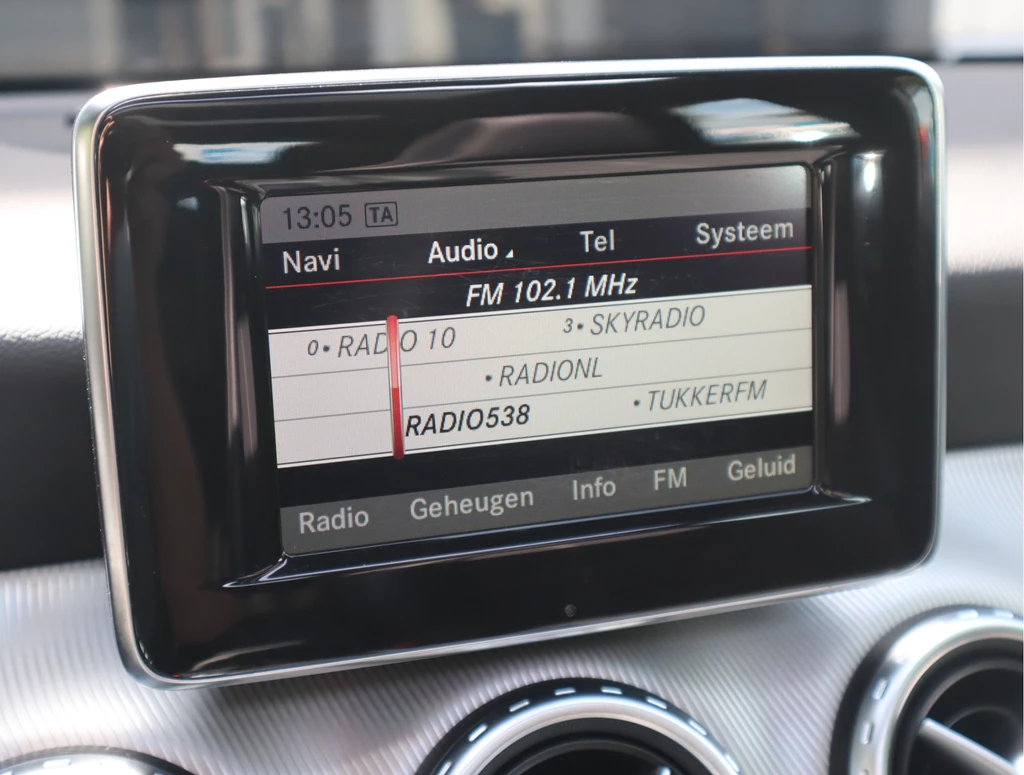 13:05 TA
Navi Audio Tel Systeem
FM 102.1 MHz
0• RADIO 10 3• SKYRADIO
• RADIONL
RADIO538 • TUKKERFM
Radio Geheugen Info FM Geluid